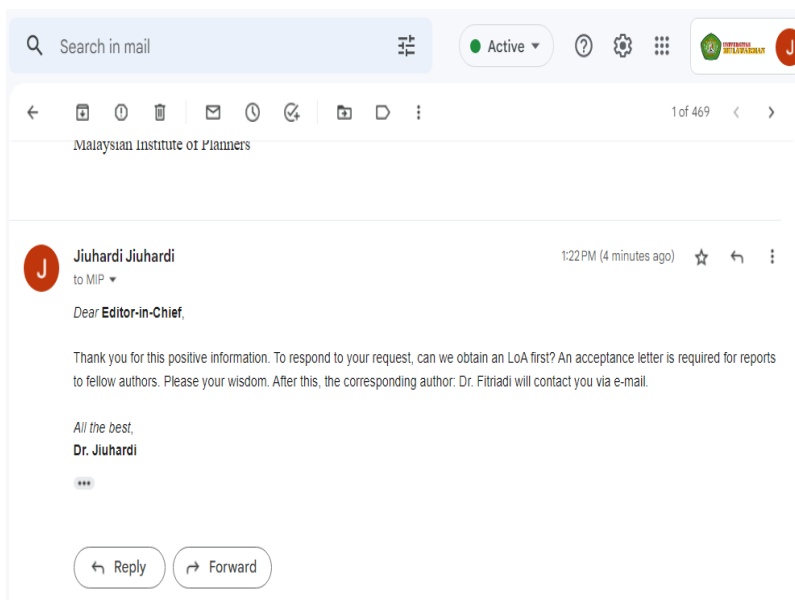 Search in mail
Active
UNIVERSITAS
MULAWARMAN
J
1 of 469
Malaysian Institute of Planners
J
Jiuhardi Jiuhardi
1:22 PM (4 minutes ago)
to MIP
Dear Editor-in-Chief,
Thank you for this positive information. To respond to your request, can we obtain an LoA first? An acceptance letter is required for reports
to fellow authors. Please your wisdom. After this, the corresponding author: Dr. Fitriadi will contact you via e-mail.
All the best,
Dr. Jiuhardi
Reply
Forward